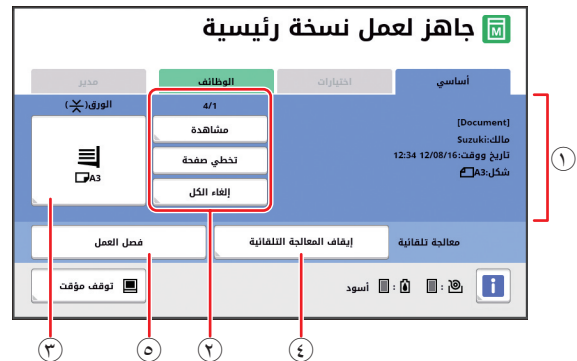 جاهز لعمل نسخة رئيسية
أساسي
اختيارات
الوظائف
مدير
[Document]
مالك:Suzuki
تاريخ ووقت:12/08/16 12:34
شكل:A3
4/1
مشاهدة
تخطي صفحة
إلغاء الكل
الورق(✕)
A3
معالجة تلقائية
إيقاف المعالجة التلقائية
فصل العمل
أسود
توقف مؤقت
١
٢
٣
٤
٥